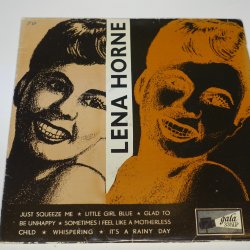 LENA HORNE
JUST SQUEEZE ME ★ LITTLE GIRL BLUE ★ GLAD TO
BE UNHAPPY ★ SOMETIMES I FEEL LIKE A MOTHERLESS
CHILD ★ WHISPERING ★ IT'S A RAINY DAY
gala